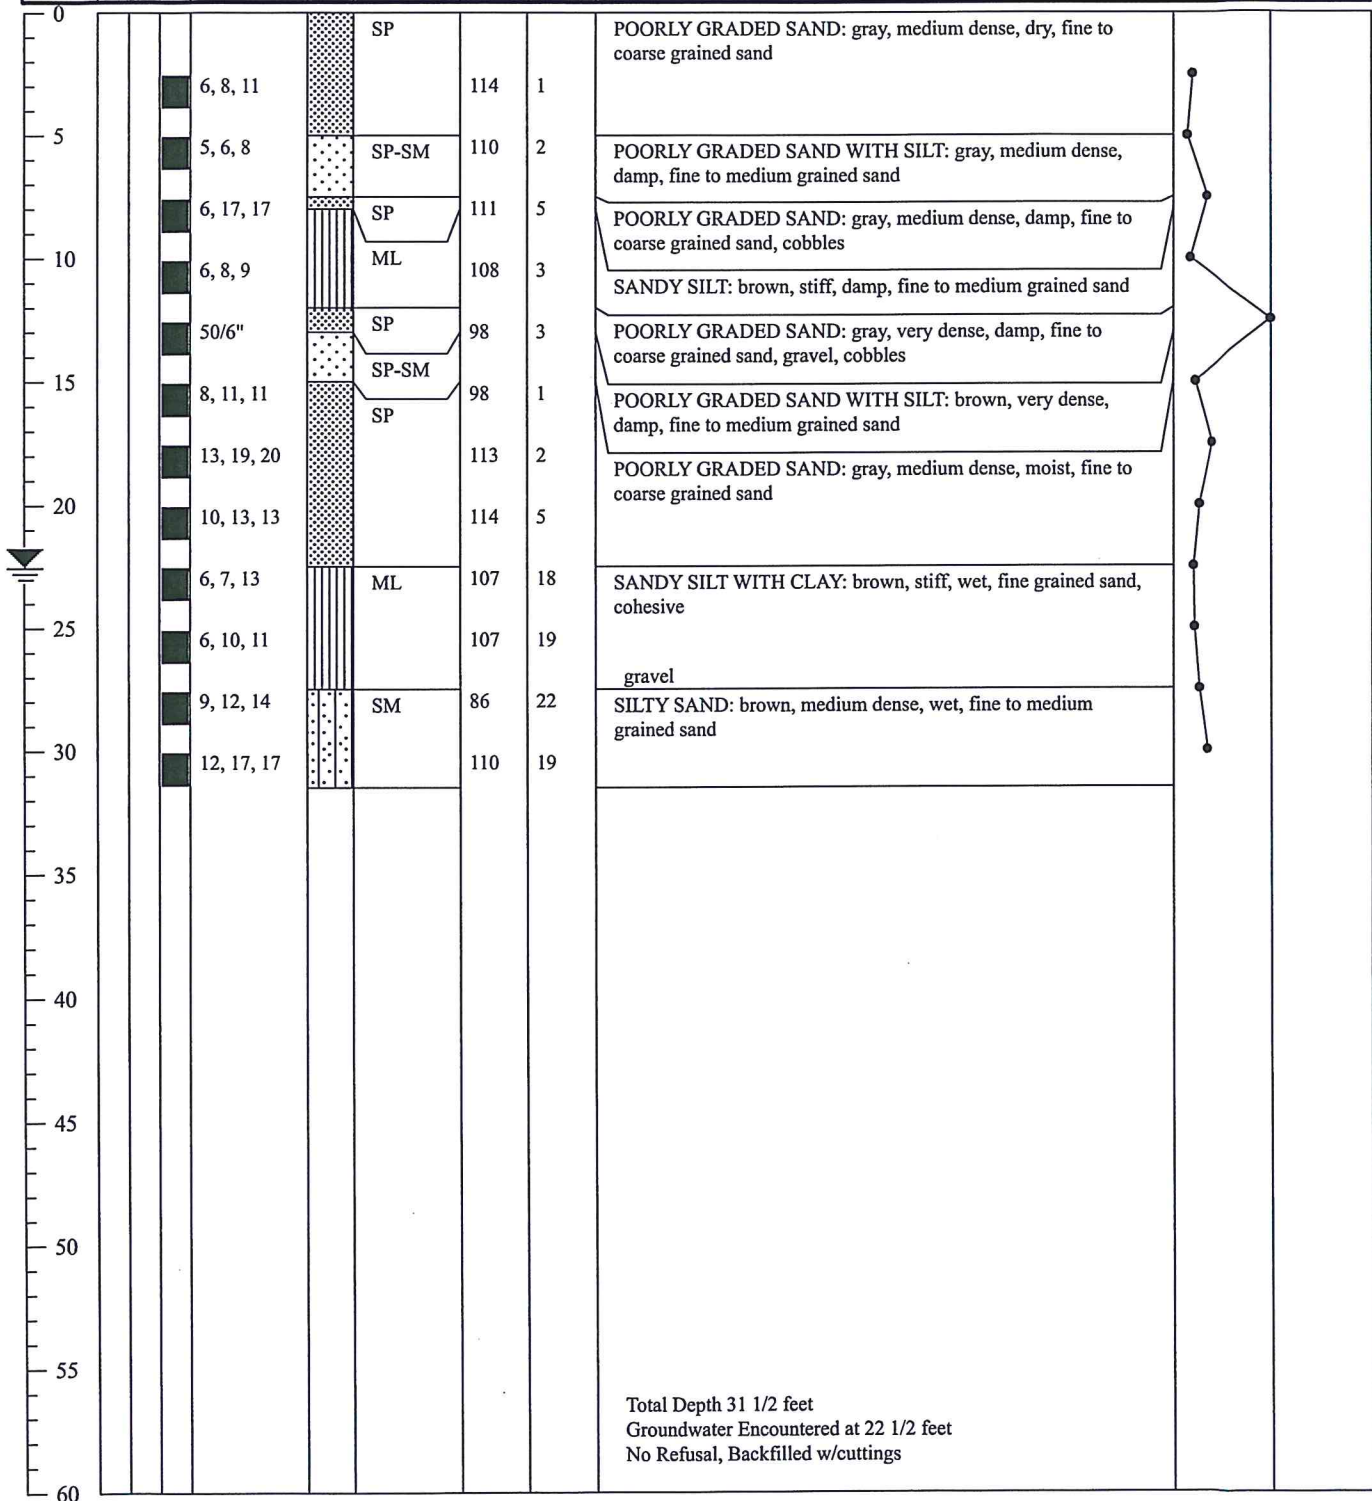 0 SP POORLY GRADED SAND: gray, medium dense, dry, fine to
coarse grained sand
6, 8, 11 114 1
5 5, 6, 8 SP-SM 110 2 POORLY GRADED SAND WITH SILT: gray, medium dense,
damp, fine to medium grained sand
6, 17, 17 SP 111 5 POORLY GRADED SAND: gray, medium dense, damp, fine to
coarse grained sand, cobbles
10 6, 8, 9 ML 108 3 SANDY SILT: brown, stiff, damp, fine to medium grained sand
50/6" SP 98 3 POORLY GRADED SAND: gray, very dense, damp, fine to
coarse grained sand, gravel, cobbles
SP-SM
15 8, 11, 11 98 1 POORLY GRADED SAND WITH SILT: brown, very dense,
damp, fine to medium grained sand
SP
13, 19, 20 113 2 POORLY GRADED SAND: gray, medium dense, moist, fine to
coarse grained sand
20 10, 13, 13 114 5
6, 7, 13 ML 107 18 SANDY SILT WITH CLAY: brown, stiff, wet, fine grained sand,
cohesive
25 6, 10, 11 107 19
gravel
9, 12, 14 SM 86 22 SILTY SAND: brown, medium dense, wet, fine to medium
grained sand
30 12, 17, 17 110 19
35
40
45
50
55
Total Depth 31 1/2 feet
Groundwater Encountered at 22 1/2 feet
No Refusal, Backfilled w/cuttings
60